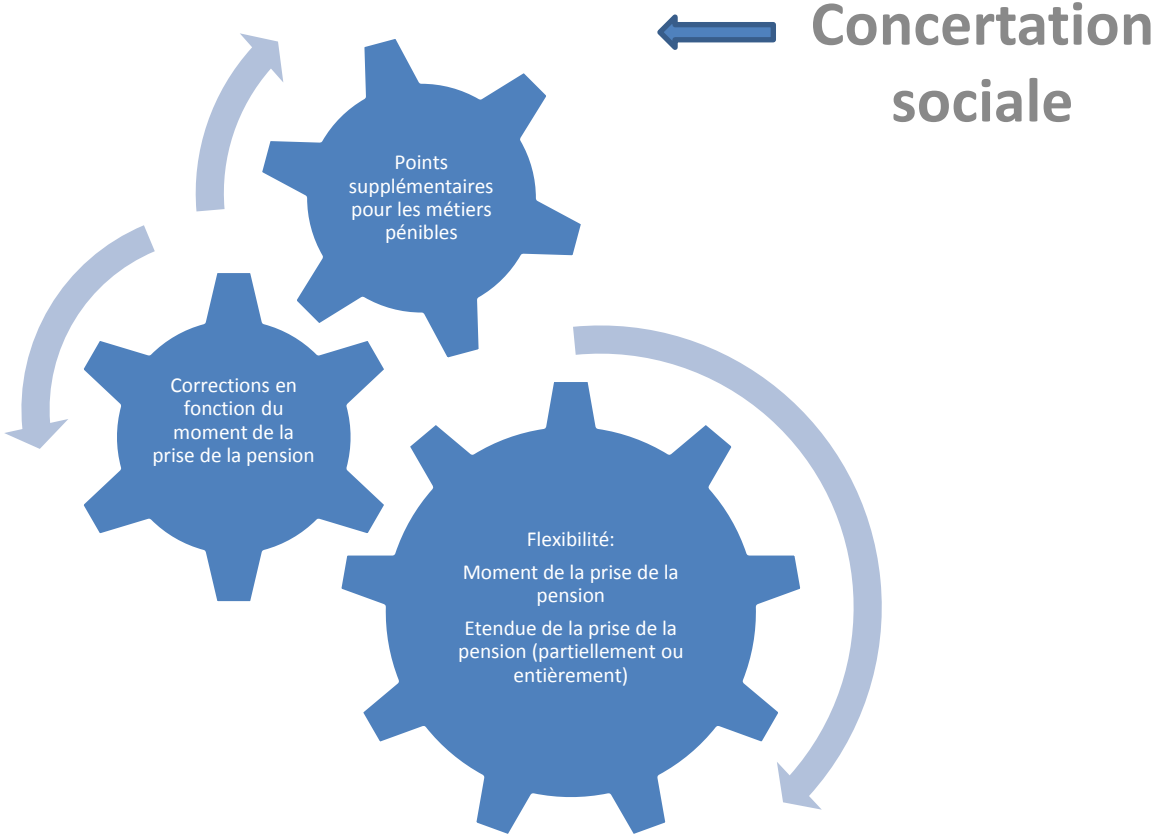 Concertation
sociale
Points
supplémentaires
pour les métiers
pénibles
Corrections en
fonction du
moment de la
prise de la pension
Flexibilité:
Moment de la prise de la
pension
Etendue de la prise de la
pension (partiellement ou
entièrement)